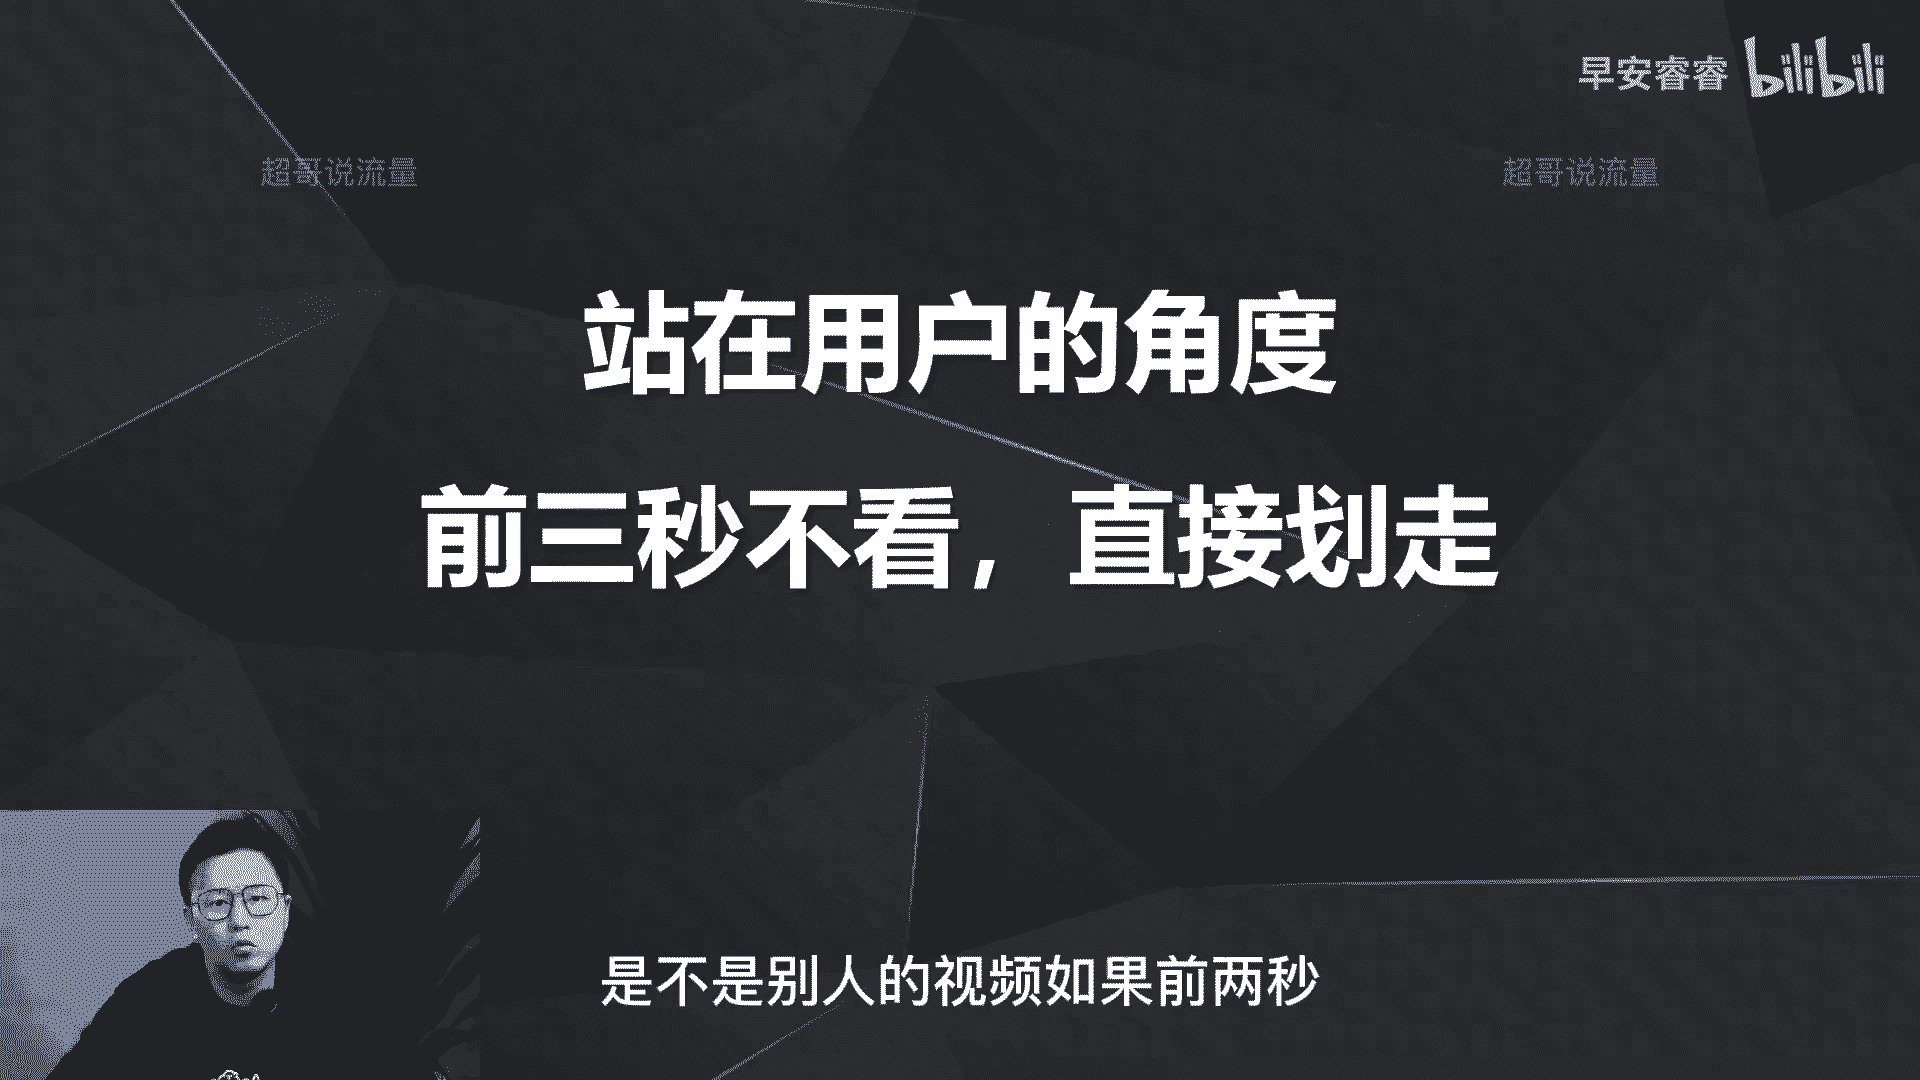 早安睿睿 bilibili
超哥说流量 超哥说流量
站在用户的角度
前三秒不看，直接划走
是不是别人的视频如果前两秒